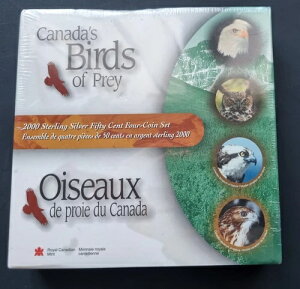 Canada's
Birds
of Prey
2000 Sterling Silver Fifty Cent Four-Coin Set
Ensemble de quatre pièces de 50 cents en argent sterling 2000
Oiseaux
de proie du Canada
Royal Canadian Mint
Monnaie royale canadienne